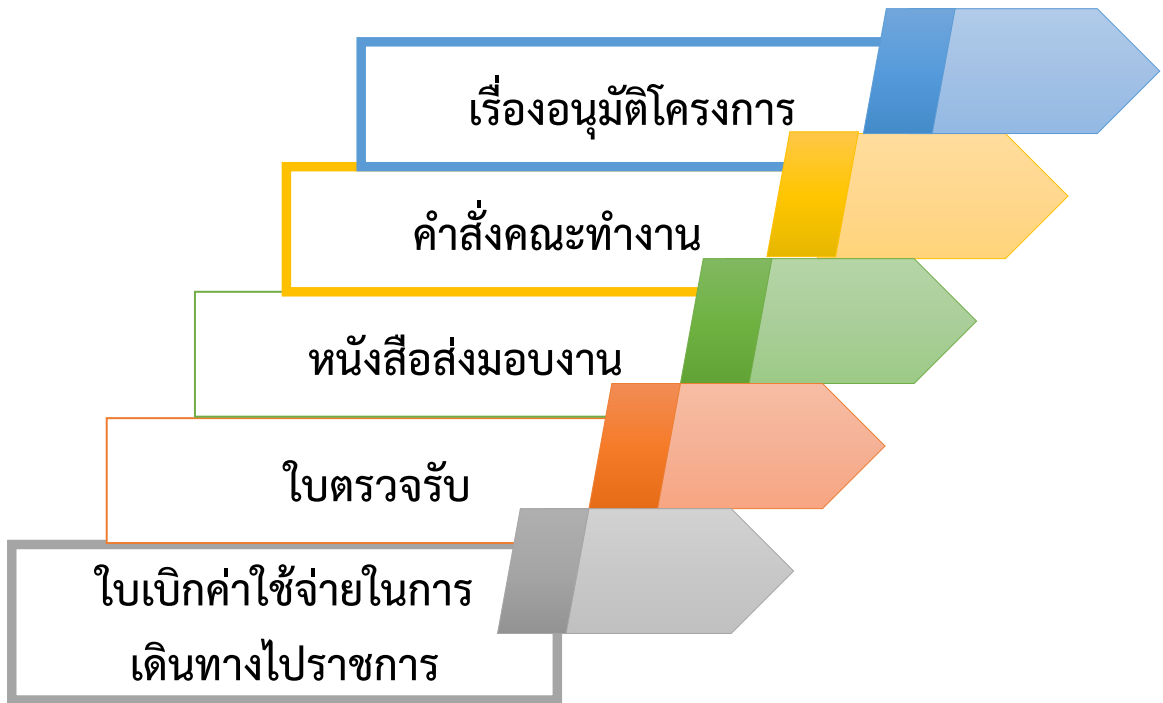 เรื่องอนุมัติโครงการ
คำสั่งคณะทำงาน
หนังสือส่งมอบงาน
ใบตรวจรับ
ใบเบิกค่าใช้จ่ายในการ
เดินทางไปราชการ